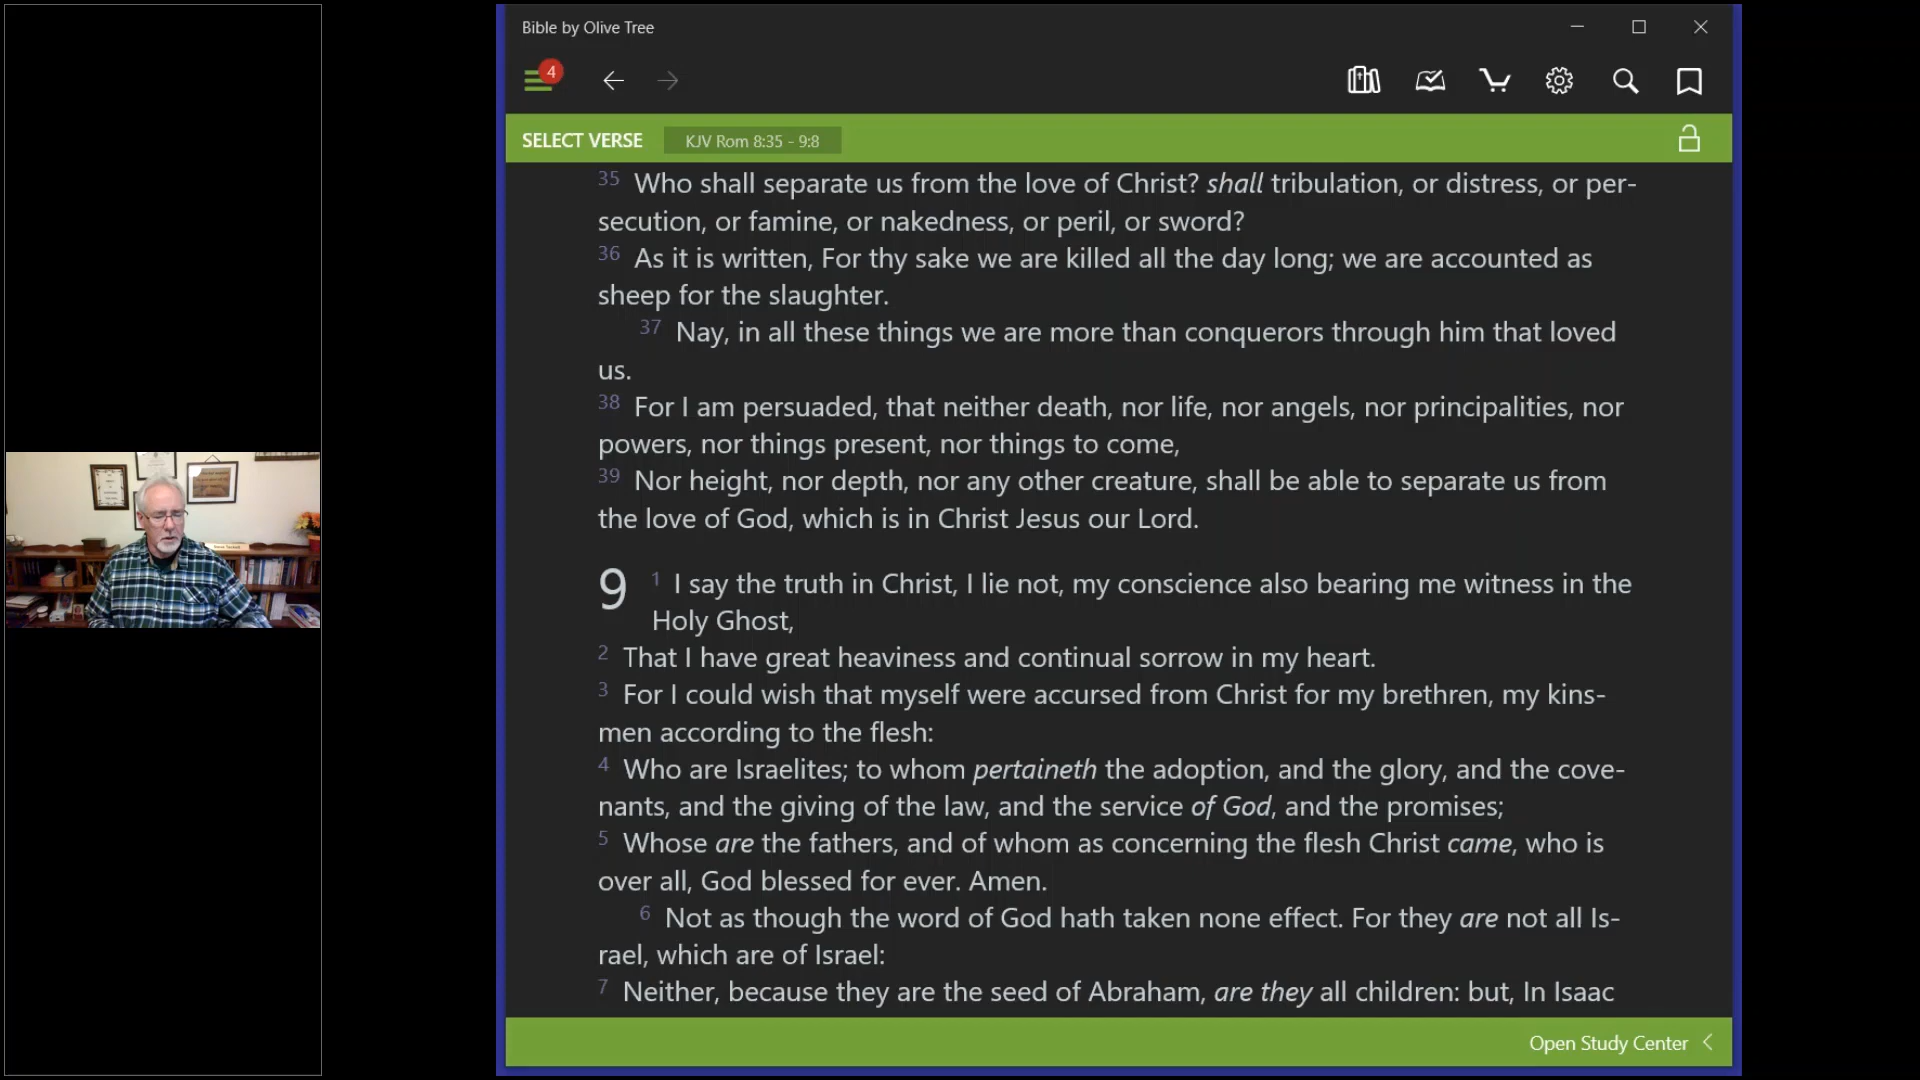 Bible by Olive Tree
4
SELECT VERSE KJV Rom 8:35 - 9:8
35 Who shall separate us from the love of Christ? shall tribulation, or distress, or per-
secution, or famine, or nakedness, or peril, or sword?
36 As it is written, For thy sake we are killed all the day long; we are accounted as
sheep for the slaughter.
37 Nay, in all these things we are more than conquerors through him that loved
us.
38 For I am persuaded, that neither death, nor life, nor angels, nor principalities, nor
powers, nor things present, nor things to come,
39 Nor height, nor depth, nor any other creature, shall be able to separate us from
the love of God, which is in Christ Jesus our Lord.
9 1 I say the truth in Christ, I lie not, my conscience also bearing me witness in the
Holy Ghost,
2 That I have great heaviness and continual sorrow in my heart.
3 For I could wish that myself were accursed from Christ for my brethren, my kins-
men according to the flesh:
4 Who are Israelites; to whom pertaineth the adoption, and the glory, and the cove-
nants, and the giving of the law, and the service of God, and the promises;
5 Whose are the fathers, and of whom as concerning the flesh Christ came, who is
over all, God blessed for ever. Amen.
6 Not as though the word of God hath taken none effect. For they are not all Is-
rael, which are of Israel:
7 Neither, because they are the seed of Abraham, are they all children: but, In Isaac
Open Study Center